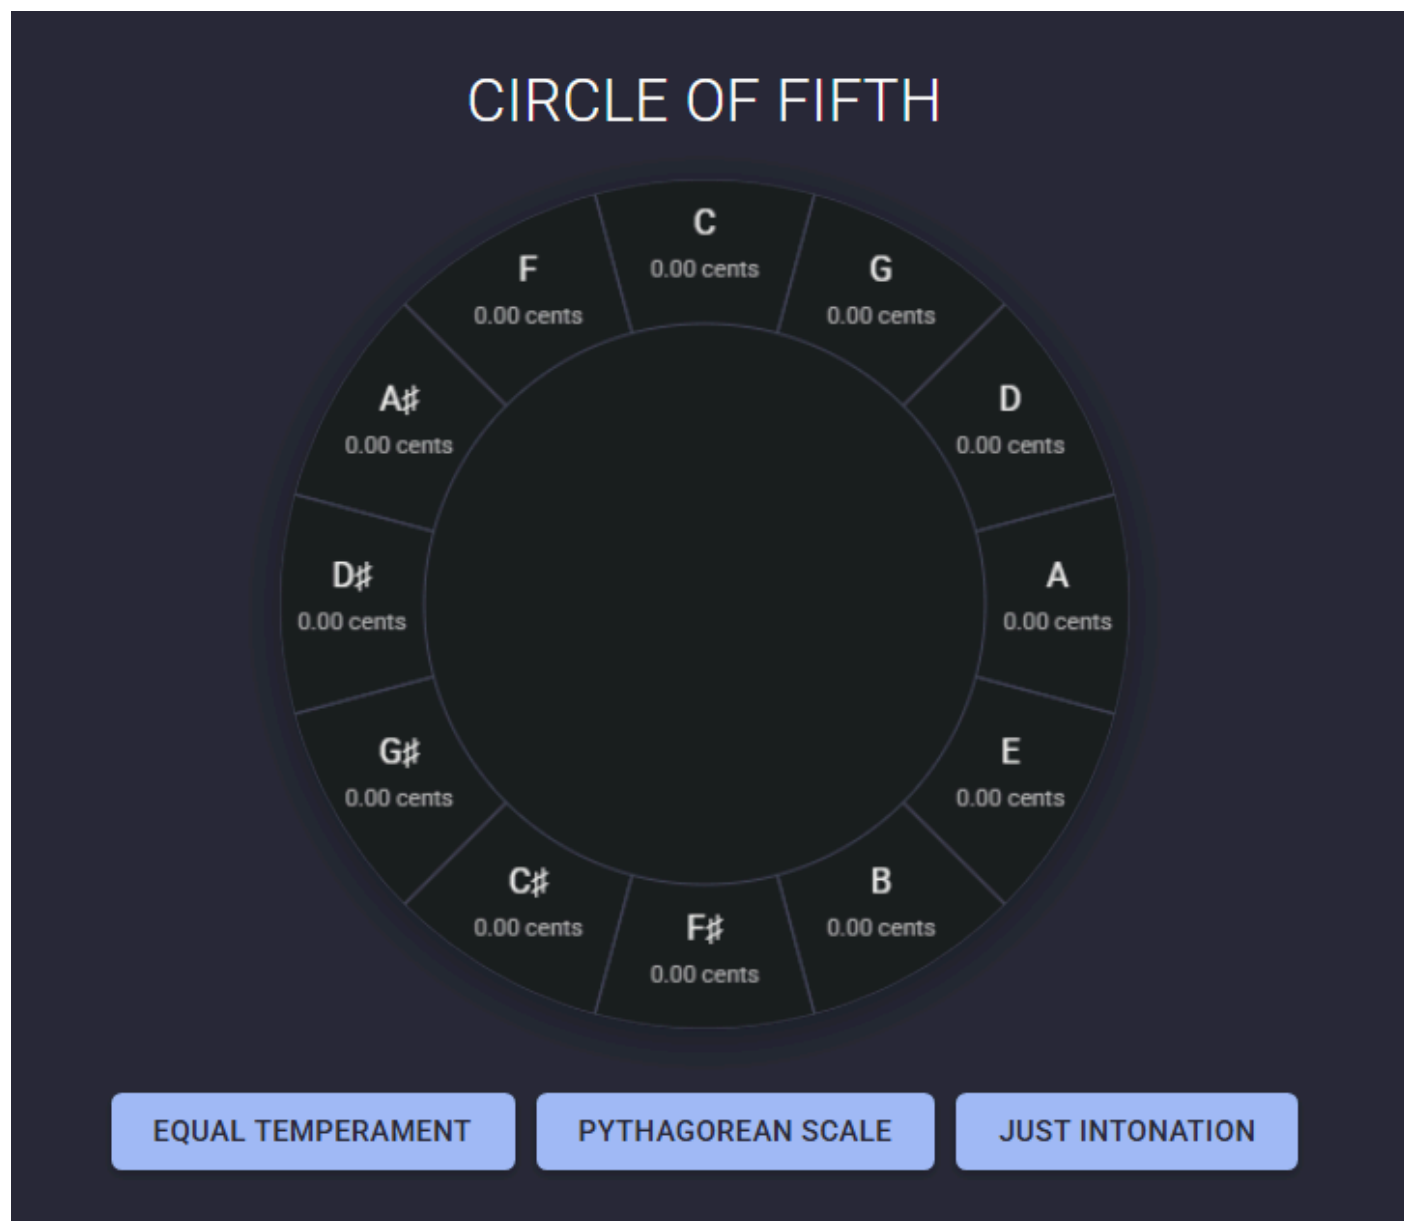 CIRCLE OF FIFTH
C
0.00 cents
G
0.00 cents
D
0.00 cents
A
0.00 cents
E
0.00 cents
B
0.00 cents
F♯
0.00 cents
C♯
0.00 cents
G♯
0.00 cents
D♯
0.00 cents
A♯
0.00 cents
F
0.00 cents
EQUAL TEMPERAMENT
PYTHAGOREAN SCALE
JUST INTONATION